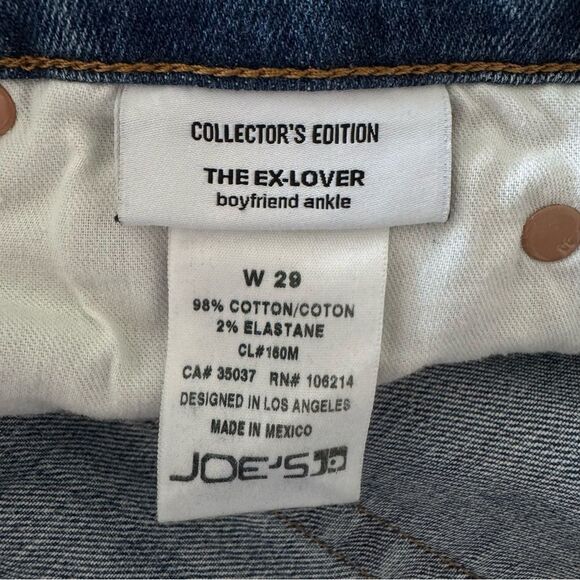 COLLECTOR'S EDITION
THE EX-LOVER
boyfriend ankle
W 29
98% COTTON/COTON
2% ELASTANE
CL#160M
CA# 35037 RN# 106214
DESIGNED IN LOS ANGELES
MADE IN MEXICO
JOE'S